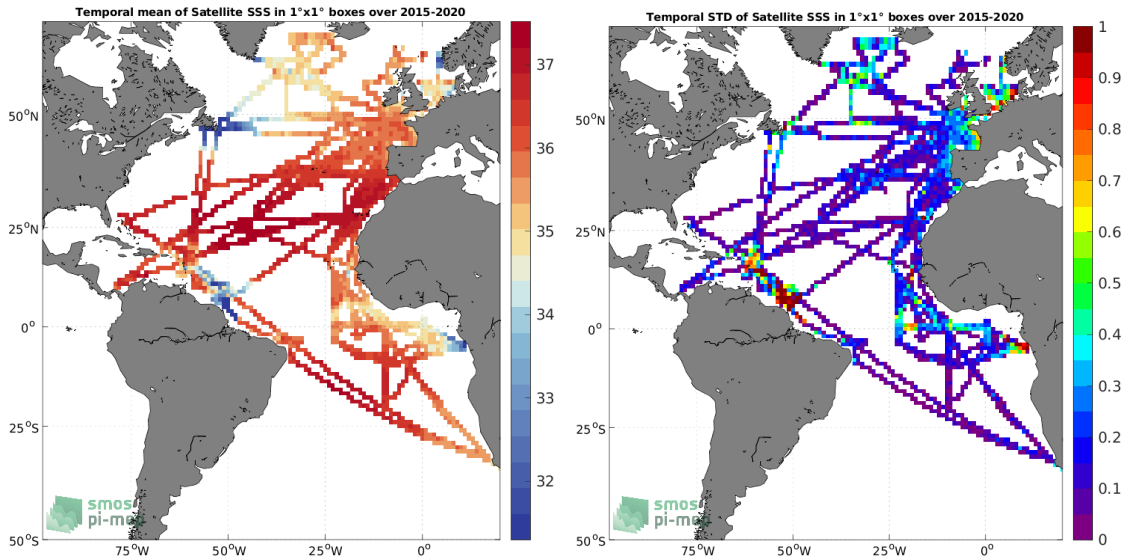 Temporal mean of Satellite SSS in 1°x1° boxes over 2015-2020
50°N
25°N
0°
25°S
50°S
75°W
50°W
25°W
0°
37
36
35
34
33
32
smos
pi-mep
Temporal STD of Satellite SSS in 1°x1° boxes over 2015-2020
50°N
25°N
0°
25°S
50°S
75°W
50°W
25°W
0°
1
0.9
0.8
0.7
0.6
0.5
0.4
0.3
0.2
0.1
0
smos
pi-mep